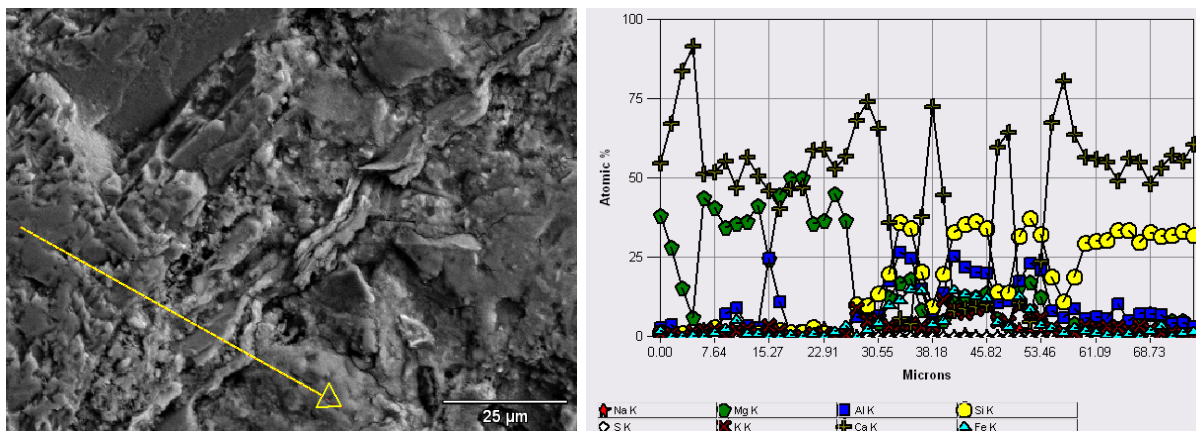 25 µm
100
75
50
25
0
Atomic %
0.00 7.64 15.27 22.91 30.55 38.18 45.82 53.46 61.09 68.73
Microns
Na K Mg K Al K Si K
S K K K Ca K Fe K